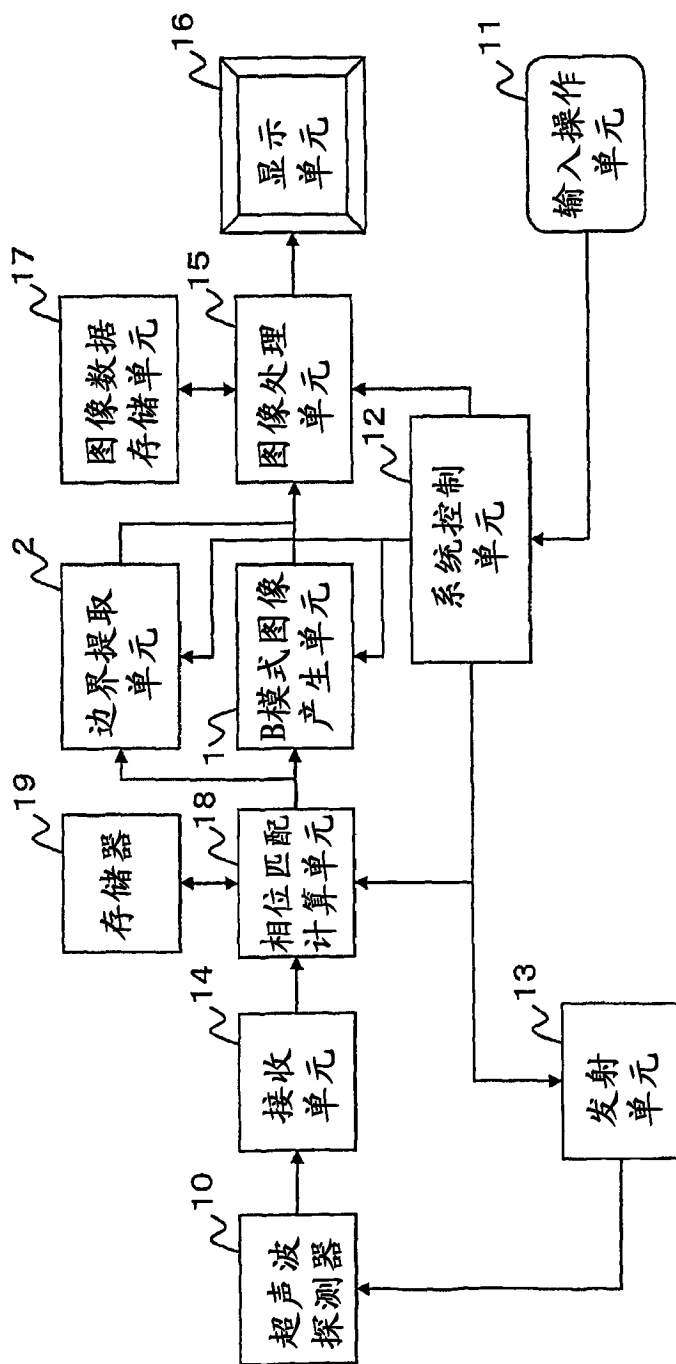 10
超声波
探测器
14
接收
单元
19
存储器
18
相位匹配
计算单元
2
边界提取
单元
1
B模式图像
产生单元
17
图像数据
存储单元
15
图像处理
单元
16
显示
单元
12
系统控制
单元
11
输入操作
单元
13
发射
单元